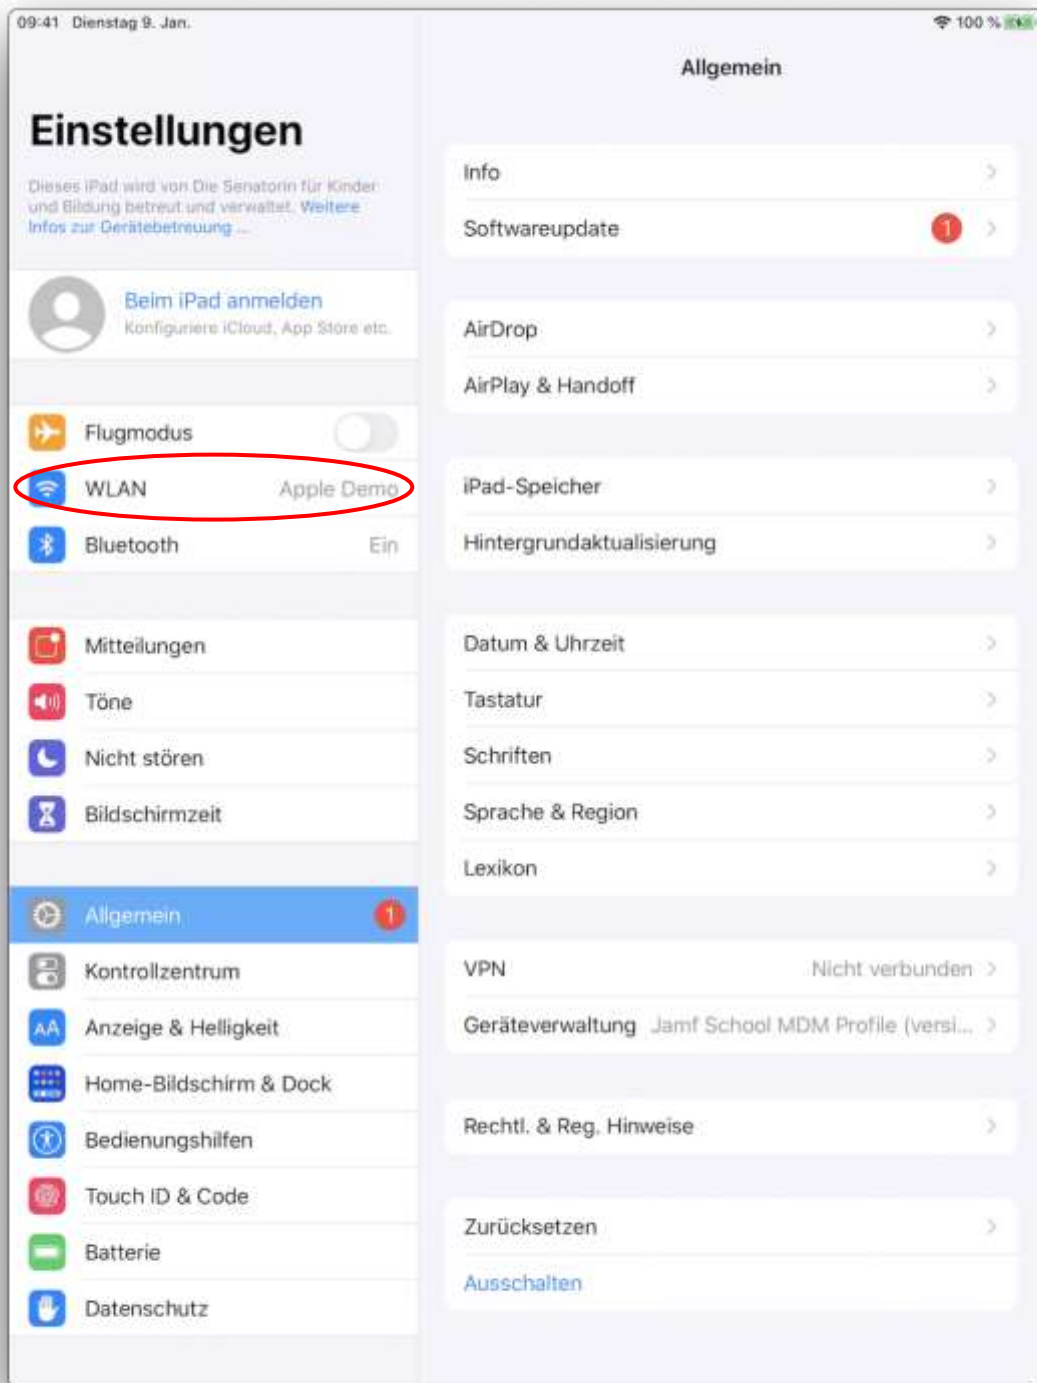 09:41 Dienstag 9. Jan.
100 %
Einstellungen
Dieses iPad wird von Die Senatorin für Kinder
und Bildung betreut und verwaltet. Weitere
Infos zur Gerätebetreuung ...
Beim iPad anmelden
Konfiguriere iCloud, App Store etc.
Flugmodus
WLAN Apple Demo
Bluetooth Ein
Mitteilungen
Töne
Nicht stören
Bildschirmzeit
Allgemein 1
Kontrollzentrum
AA Anzeige & Helligkeit
Home-Bildschirm & Dock
Bedienungshilfen
Touch ID & Code
Batterie
Datenschutz
Allgemein
Info
Softwareupdate 1
AirDrop
AirPlay & Handoff
iPad-Speicher
Hintergrundaktualisierung
Datum & Uhrzeit
Tastatur
Schriften
Sprache & Region
Lexikon
VPN Nicht verbunden
Geräteverwaltung Jamf School MDM Profile (versi...
Rechtl. & Reg. Hinweise
Zurücksetzen
Ausschalten